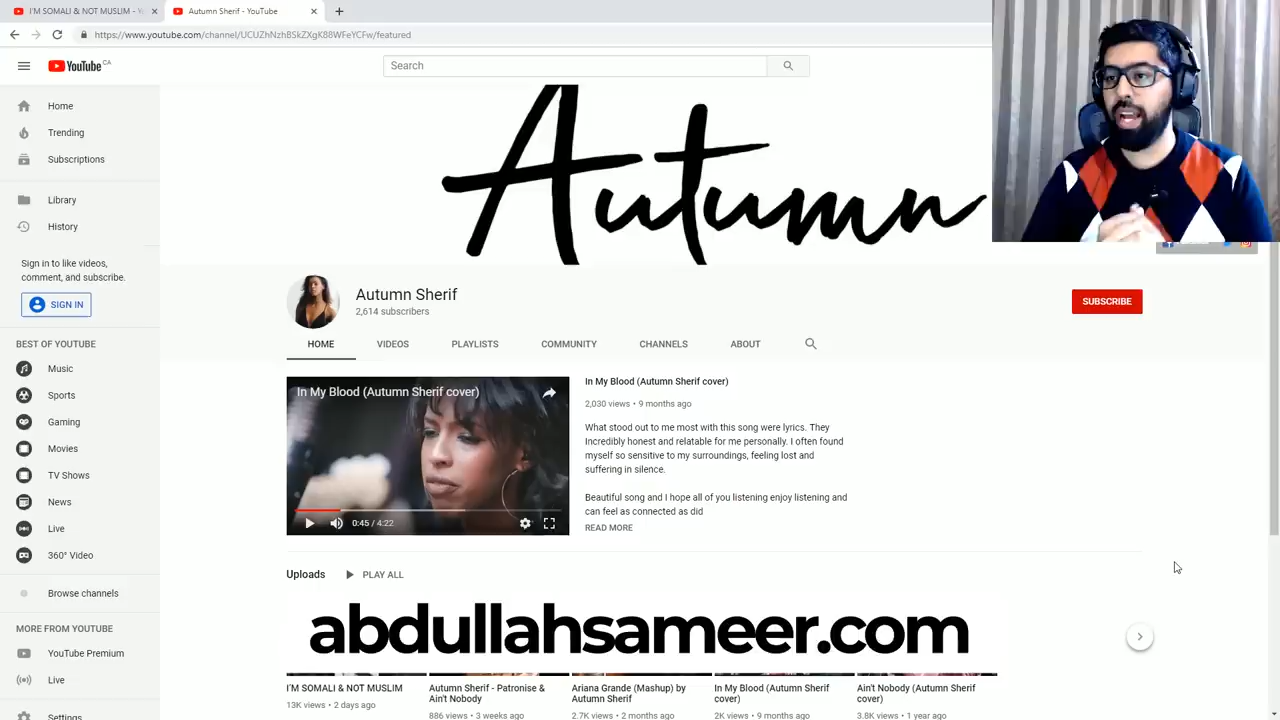 I'M SOMALI & NOT MUSLIM -
Autumn Sherif - YouTube
https://www.youtube.com/channel/UCUZhNzhBSkZXgK88WFeYCFw/featured
YouTube CA
Search
Home
Trending
Subscriptions
Library
History
Sign in to like videos,
comment, and subscribe.
SIGN IN
BEST OF YOUTUBE
Music
Sports
Gaming
Movies
TV Shows
News
Live
360° Video
Browse channels
MORE FROM YOUTUBE
YouTube Premium
Live
Settings
Autumn
Autumn Sherif
2,614 subscribers
SUBSCRIBE
HOME VIDEOS PLAYLISTS COMMUNITY CHANNELS ABOUT
In My Blood (Autumn Sherif cover)
0:45 / 4:22
In My Blood (Autumn Sherif cover)
2,030 views • 9 months ago
What stood out to me most with this song were lyrics. They
Incredibly honest and relatable for me personally. I often found
myself so sensitive to my surroundings, feeling lost and
suffering in silence.
Beautiful song and I hope all of you listening enjoy listening and
can feel as connected as did
READ MORE
Uploads PLAY ALL
abdullahsameer.com
I'M SOMALI & NOT MUSLIM
13K views • 2 days ago
Autumn Sherif - Patronise &
Ain't Nobody
886 views • 3 weeks ago
Ariana Grande (Mashup) by
Autumn Sherif
2.7K views • 2 months ago
In My Blood (Autumn Sherif
cover)
2K views • 9 months ago
Ain't Nobody (Autumn Sherif
cover)
3.8K views • 1 year ago